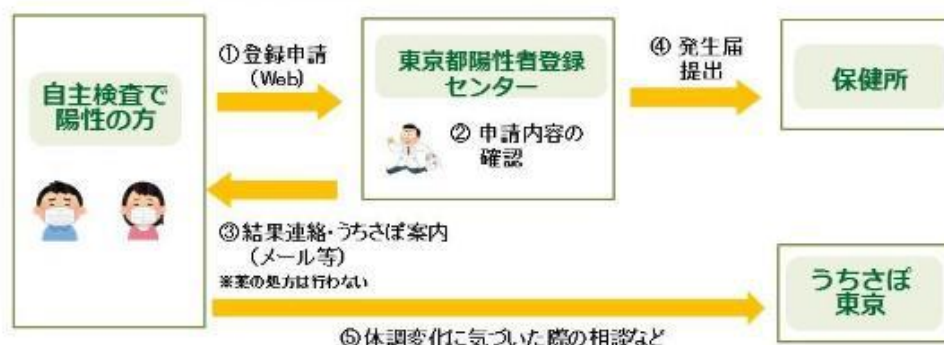 自主検査で
陽性の方
①登録申請
(Web)
東京都陽性者登録
センター
② 申請内容の
確認
③結果連絡・うちさぽ案内
(メール等)
※薬の処方は行わない
④ 発生届
提出
保健所
うちさぽ
東京
⑤体調変化に気づいた際の相談など